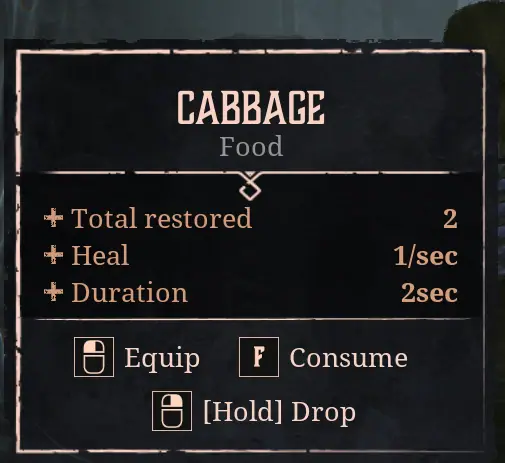 CABBAGE
Food
Total restored 2
Heal 1/sec
Duration 2sec
Equip F Consume
[Hold] Drop